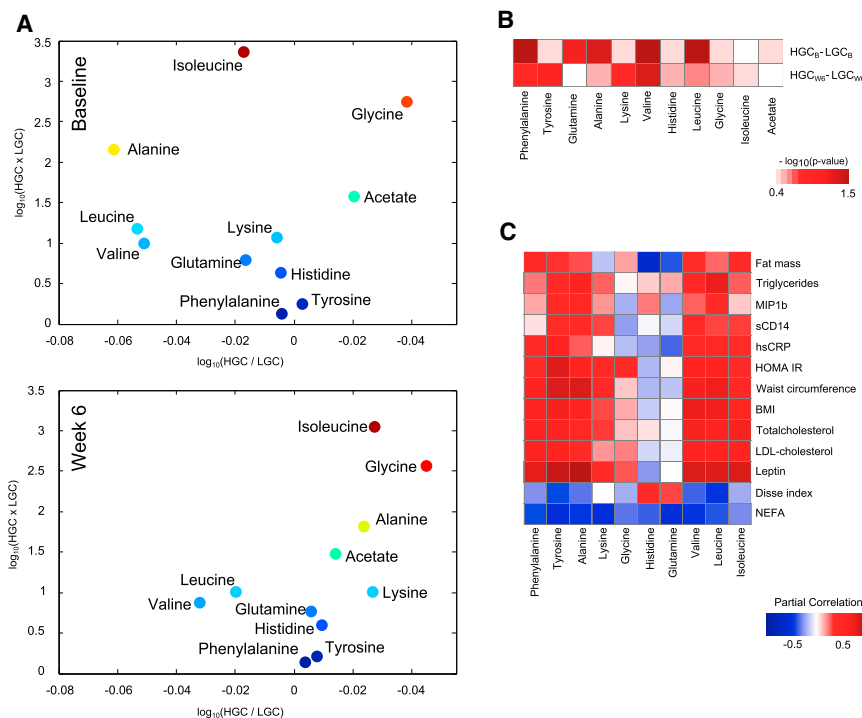 A
Baseline
log10(HGC x LGC)
3.5
3
2.5
2
1.5
1
0.5
0
Isoleucine
Glycine
Alanine
Acetate
Leucine
Lysine
Valine
Glutamine
Histidine
Phenylalanine
Tyrosine
-0.08 -0.06 -0.04 -0.02 0 -0.02 -0.04
log10(HGC / LGC)
Week 6
log10(HGC x LGC)
3.5
3
2.5
2
1.5
1
0.5
0
Isoleucine
Glycine
Alanine
Acetate
Leucine
Lysine
Valine
Glutamine
Histidine
Phenylalanine
Tyrosine
-0.08 -0.06 -0.04 -0.02 0 -0.02 -0.04
log10(HGC / LGC)
B
HGCB-LGCB
HGCW6-LGCW6
Phenylalanine
Tyrosine
Glutamine
Alanine
Lysine
Valine
Histidine
Leucine
Glycine
Isoleucine
Acetate
- log10(p-value)
0.4 1.5
C
Fat mass
Triglycerides
MIP1b
sCD14
hsCRP
HOMA IR
Waist circumference
BMI
Totalcholesterol
LDL-cholesterol
Leptin
Disse index
NEFA
Phenylalanine
Tyrosine
Alanine
Lysine
Glycine
Histidine
Glutamine
Valine
Leucine
Isoleucine
Partial Correlation
-0.5 0.5